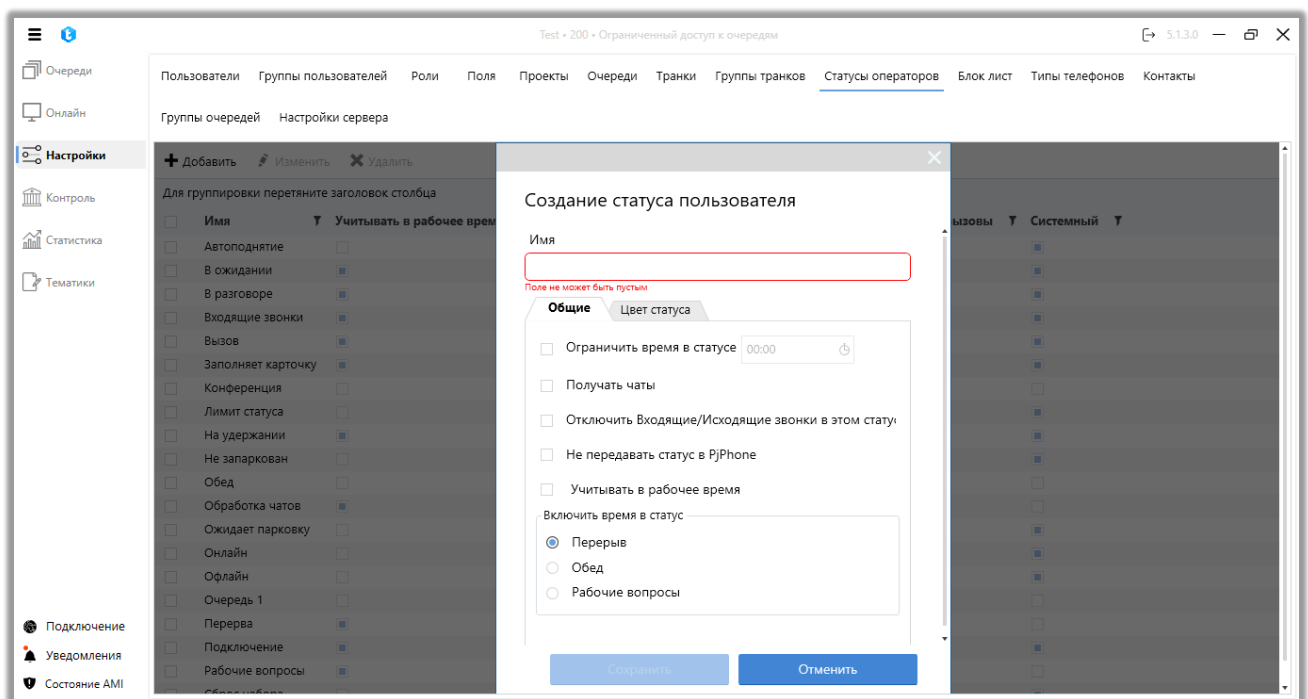 Test • 200 • Ограниченный доступ к очередям
5.1.3.0
Очереди
Онлайн
Настройки
Контроль
Статистика
Тематики
Подключение
Уведомления
Состояние AMI
Пользователи Группы пользователей Роли Поля Проекты Очереди Транки Группы транков Статусы операторов Блок лист Типы телефонов Контакты
Группы очередей Настройки сервера
Добавить Изменить Удалить
Для группировки перетяните заголовок столбца
Имя Учитывать в рабочее врем ызовы Системный
Автоподнятие
В ожидании
В разговоре
Входящие звонки
Вызов
Заполняет карточку
Конференция
Лимит статуса
На удержании
Не запаркован
Обед
Обработка чатов
Ожидает парковку
Онлайн
Офлайн
Очередь 1
Перерва
Подключение
Рабочие вопросы
Сброс набора
Создание статуса пользователя
Имя
Поле не может быть пустым
Общие Цвет статуса
Ограничить время в статусе 00:00
Получать чаты
Отключить Входящие/Исходящие звонки в этом стату
Не передавать статус в PjPhone
Учитывать в рабочее время
Включить время в статус
Перерыв
Обед
Рабочие вопросы
Сохранить Отменить